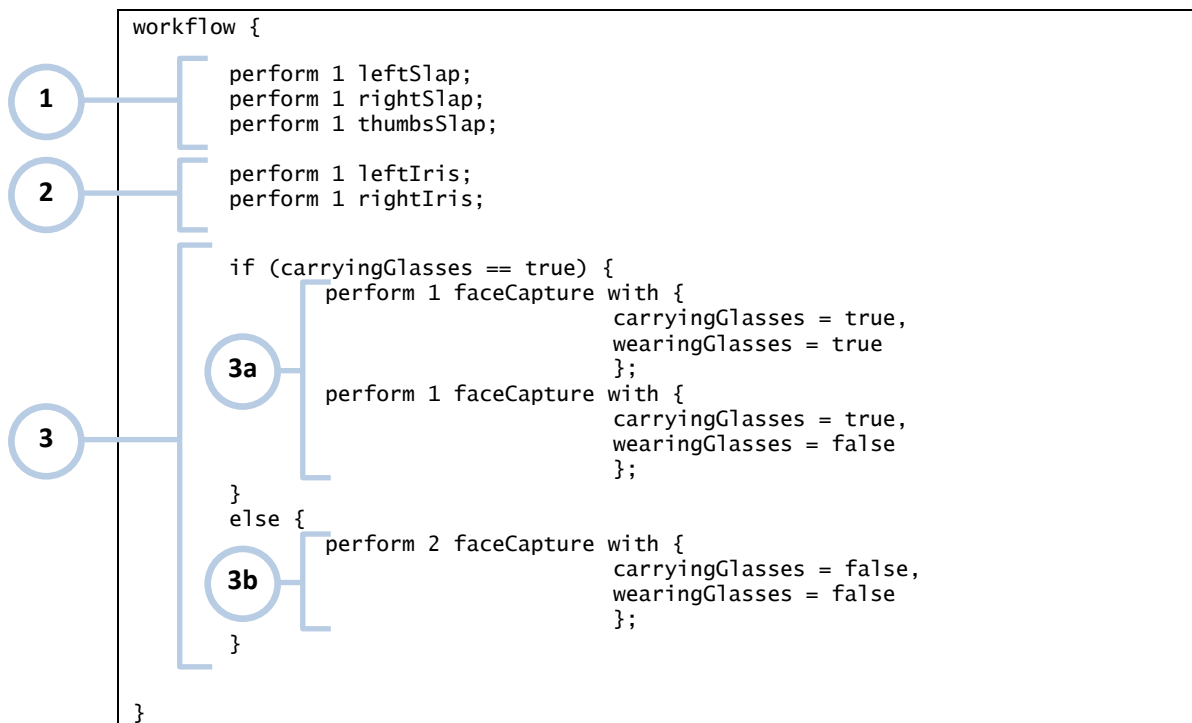 workflow {
1
perform 1 leftSlap;
perform 1 rightSlap;
perform 1 thumbsSlap;
2
perform 1 leftIris;
perform 1 rightIris;
3
if (carryingGlasses == true) {
3a
perform 1 faceCapture with {
carryingGlasses = true,
wearingGlasses = true
};
perform 1 faceCapture with {
carryingGlasses = true,
wearingGlasses = false
};
}
else {
3b
perform 2 faceCapture with {
carryingGlasses = false,
wearingGlasses = false
};
}
}